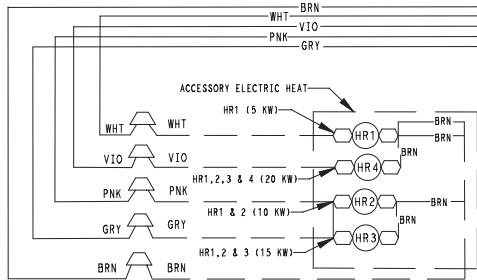 BRN
WHT
VIO
PNK
GRY
ACCESSORY ELECTRIC HEAT
HR1 (5 KW)
BRN
WHT WHT
HR1
BRN
BRN
VIO VIO
HR4
HR1,2,3 & 4 (20 KW)
PNK PNK
HR2
BRN
HR1 & 2 (10 KW)
BRN
GRY GRY
HR3
HR1,2 & 3 (15 KW)
BRN BRN